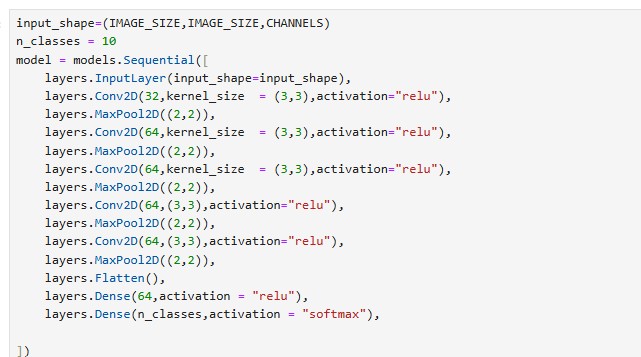 input_shape=(IMAGE_SIZE,IMAGE_SIZE,CHANNELS)
n_classes = 10
model = models.Sequential([
    layers.InputLayer(input_shape=input_shape),
    layers.Conv2D(32,kernel_size  = (3,3),activation="relu"),
    layers.MaxPool2D((2,2)),
    layers.Conv2D(64,kernel_size  = (3,3),activation="relu"),
    layers.MaxPool2D((2,2)),
    layers.Conv2D(64,kernel_size  = (3,3),activation="relu"),
    layers.MaxPool2D((2,2)),
    layers.Conv2D(64,(3,3),activation="relu"),
    layers.MaxPool2D((2,2)),
    layers.Conv2D(64,(3,3),activation="relu"),
    layers.MaxPool2D((2,2)),
    layers.Flatten(),
    layers.Dense(64,activation = "relu"),
    layers.Dense(n_classes,activation = "softmax"),
])